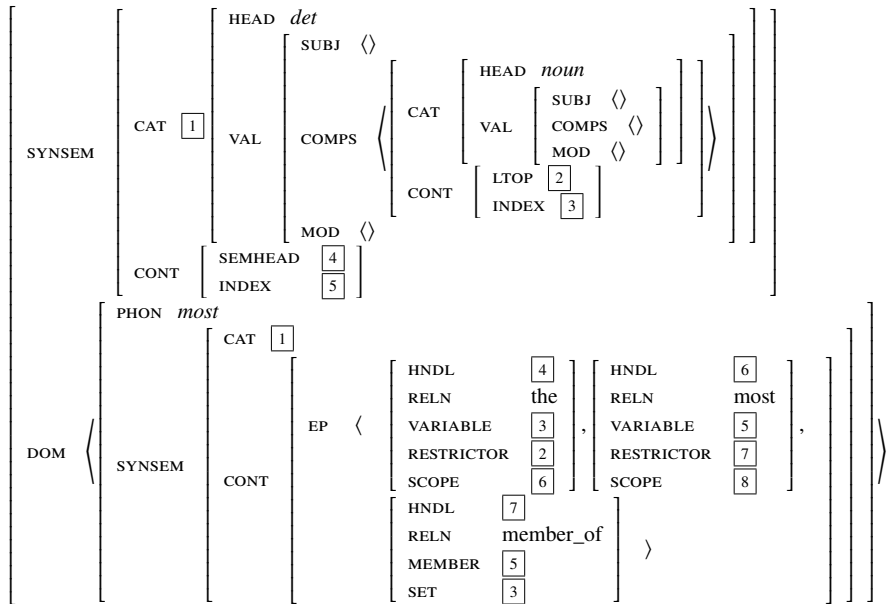 HEAD det
SUBJ ⟨⟩
HEAD noun
SUBJ ⟨⟩
CAT
CAT 1 VAL COMPS VAL COMPS ⟨⟩
SYNSEM
MOD ⟨⟩
CONT LTOP 2
INDEX 3
MOD ⟨⟩
CONT SEMHEAD 4
INDEX 5
PHON most
CAT 1
HNDL 4 HNDL 6
RELN the RELN most
EP ⟨ VARIABLE 3 , VARIABLE 5 ,
RESTRICTOR 2 RESTRICTOR 7
DOM ⟨ SYNSEM CONT SCOPE 6 SCOPE 8 ⟩
HNDL 7
RELN member_of
MEMBER 5 ⟩
SET 3